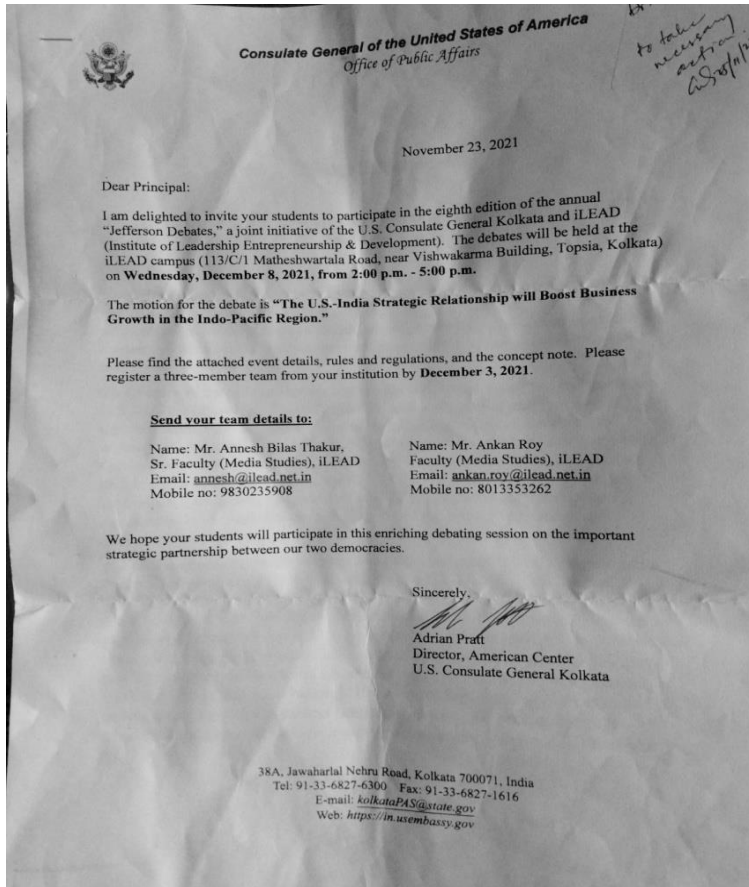 Consulate General of the United States of America
Office of Public Affairs
to take
necessary
action.
November 23, 2021
Dear Principal:
I am delighted to invite your students to participate in the eighth edition of the annual
“Jefferson Debates,” a joint initiative of the U.S. Consulate General Kolkata and iLEAD
(Institute of Leadership Entrepreneurship & Development). The debates will be held at the
iLEAD campus (113/C/1 Matheshwartala Road, near Vishwakarma Building, Topsia, Kolkata)
on Wednesday, December 8, 2021, from 2:00 p.m. - 5:00 p.m.
The motion for the debate is “The U.S.-India Strategic Relationship will Boost Business
Growth in the Indo-Pacific Region.”
Please find the attached event details, rules and regulations, and the concept note. Please
register a three-member team from your institution by December 3, 2021.
Send your team details to:
Name: Mr. Annesh Bilas Thakur,
Sr. Faculty (Media Studies), iLEAD
Email: annesh@ilead.net.in
Mobile no: 9830235908
Name: Mr. Ankan Roy
Faculty (Media Studies), iLEAD
Email: ankan.roy@ilead.net.in
Mobile no: 8013353262
We hope your students will participate in this enriching debating session on the important
strategic partnership between our two democracies.
Sincerely,
Adrian Pratt
Director, American Center
U.S. Consulate General Kolkata
38A, Jawaharlal Nehru Road, Kolkata 700071, India
Tel: 91-33-6827-6300 Fax: 91-33-6827-1616
E-mail: kolkataPAS@state.gov
Web: https://in.usembassy.gov